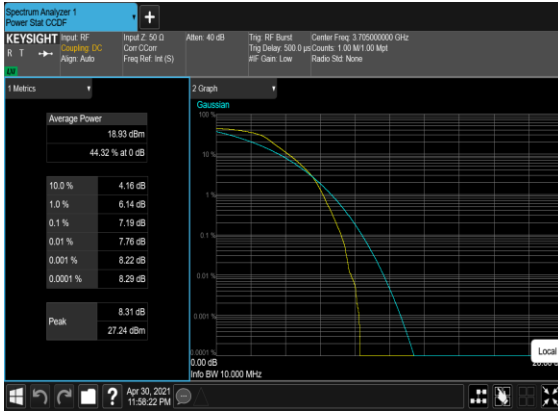 Spectrum Analyzer 1
Power Stat CCDF
+
KEYSIGHT
R T
Input: RF
Coupling: DC
Align: Auto
Input Z: 50 Ω
Corr CCorr
Freq Ref: Int (S)
Atten: 40 dB
Trig: RF Burst
Trig Delay: 500.0 µs
#IF Gain: Low
Center Freq: 3.705000000 GHz
Counts: 1.00 M/1.00 Mpt
Radio Std: None
1 Metrics
Average Power
18.93 dBm
44.32 % at 0 dB
10.0 % 4.16 dB
1.0 % 6.14 dB
0.1 % 7.19 dB
0.01 % 7.76 dB
0.001 % 8.22 dB
0.0001 % 8.29 dB
Peak
8.31 dB
27.24 dBm
2 Graph
Gaussian
100 %
10 %
1 %
0.1 %
0.01 %
0.001 %
0.0001 %
0.00 dB
Info BW 10.000 MHz
Local
?
Apr 30, 2021
11:58:22 PM